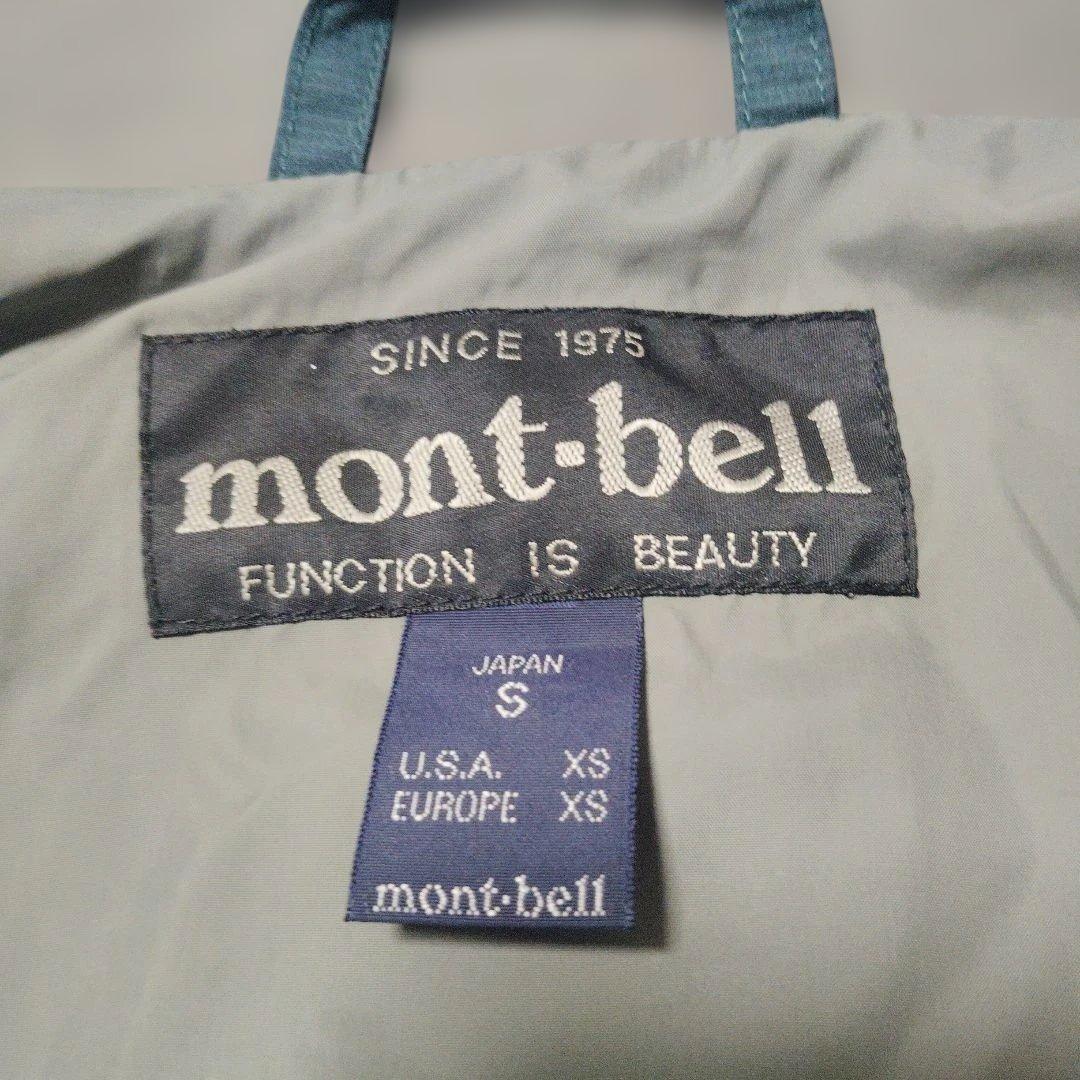 SINCE 1975
mont·bell
FUNCTION IS BEAUTY
JAPAN
S
U.S.A. XS
EUROPE XS
mont·bell